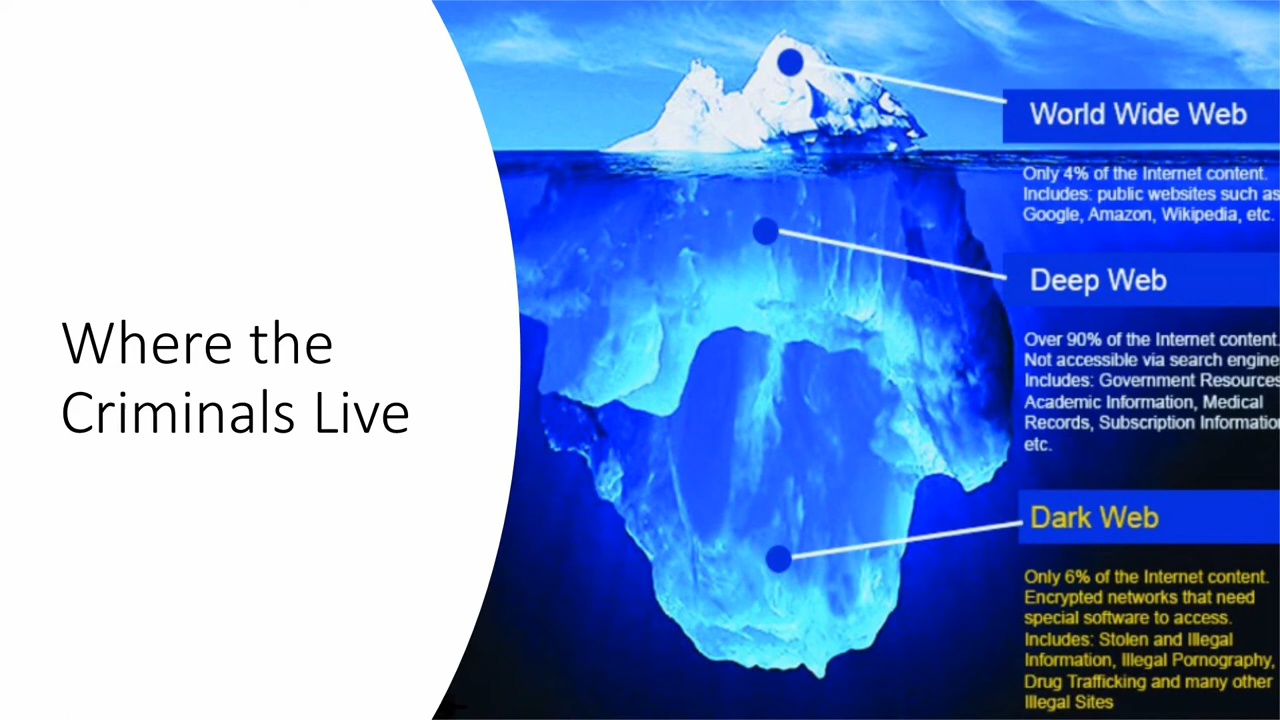 Where the
Criminals Live
World Wide Web
Only 4% of the Internet content.
Includes: public websites such as
Google, Amazon, Wikipedia, etc.
Deep Web
Over 90% of the Internet content.
Not accessible via search engine
Includes: Government Resources
Academic Information, Medical
Records, Subscription Informatio
etc.
Dark Web
Only 6% of the Internet content.
Encrypted networks that need
special software to access.
Includes: Stolen and Illegal
Information, Illegal Pornography,
Drug Trafficking and many other
Illegal Sites